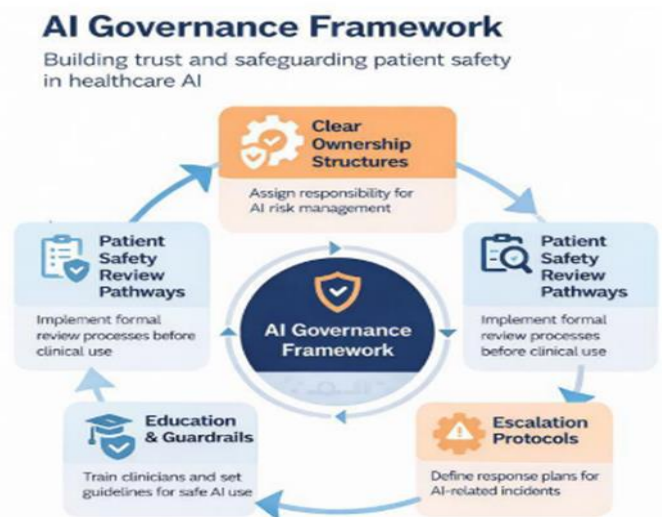 AI Governance Framework
Building trust and safeguarding patient safety
in healthcare AI
Clear
Ownership
Structures
Assign responsibility for
AI risk management
Patient
Safety
Review
Pathways
Implement formal
review processes before
clinical use
Patient
Safety
Review
Pathways
Implement formal
review processes
before clinical use
AI Governance
Framework
Education
& Guardrails
Train clinicians and set
guidelines for safe AI use
Escalation
Protocols
Define response plans for
AI-related incidents